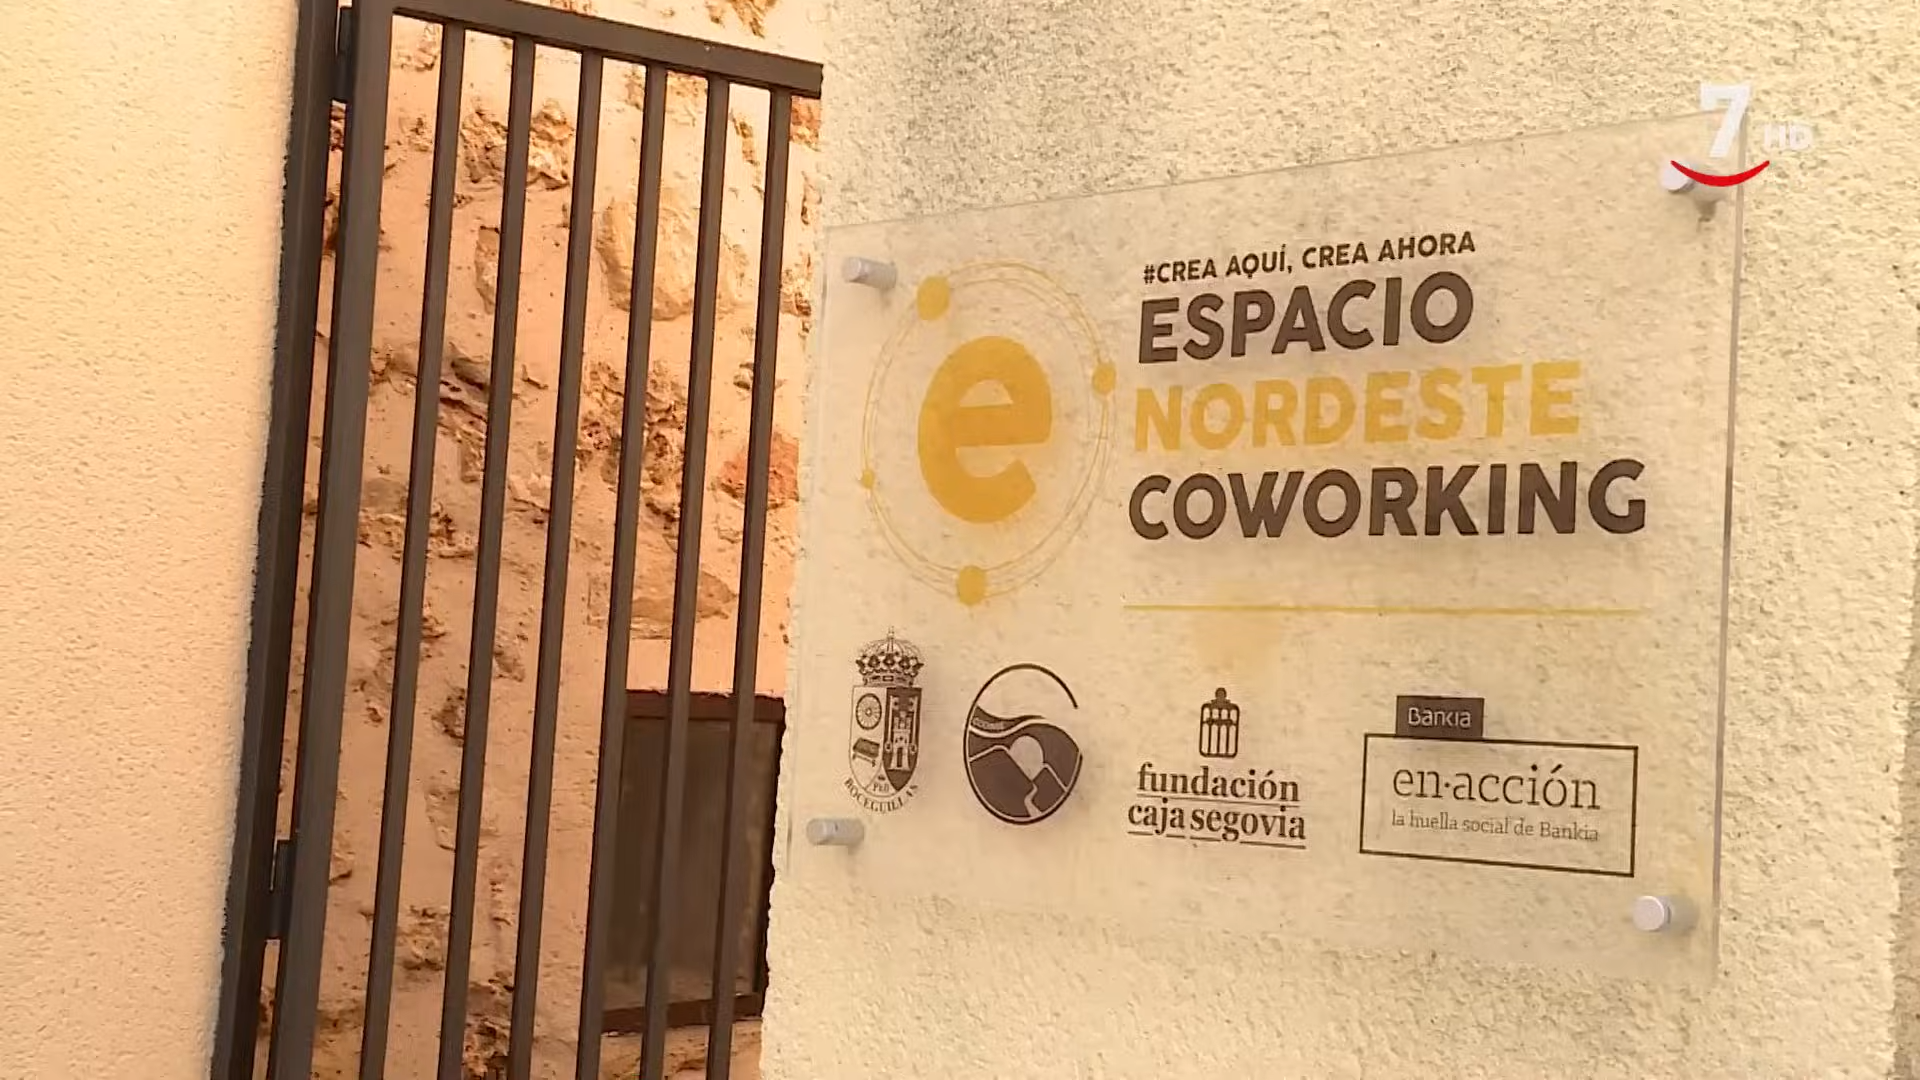 7 HD
#CREA AQUÍ, CREA AHORA
ESPACIO
NORDESTE
COWORKING
e
BOCEGUILLAS
fundación
caja segovia
Bankia
en·acción
la huella social de Bankia